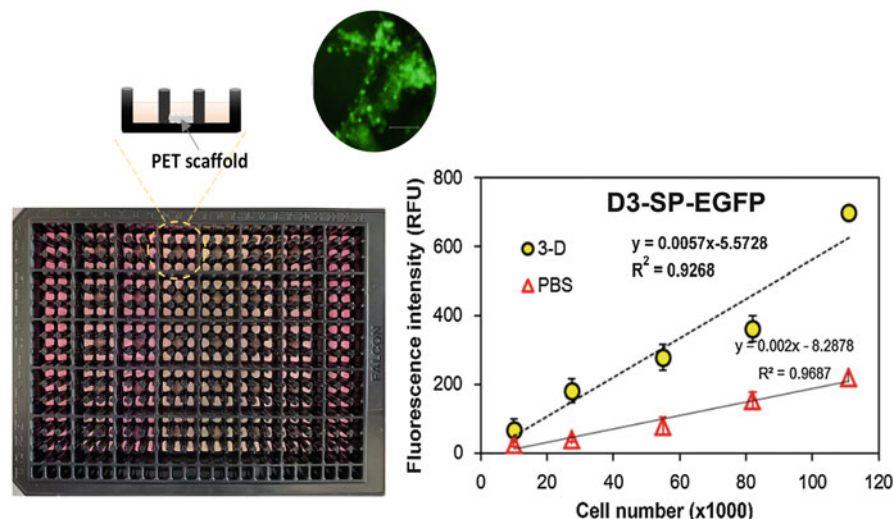 PET scaffold
FALCON
D3-SP-EGFP
3-D
PBS
y = 0.0057x-5.5728
R² = 0.9268
y = 0.002x - 8.2878
R² = 0.9687
Fluorescence intensity (RFU)
800
600
400
200
0
0 20 40 60 80 100 120
Cell number (x1000)